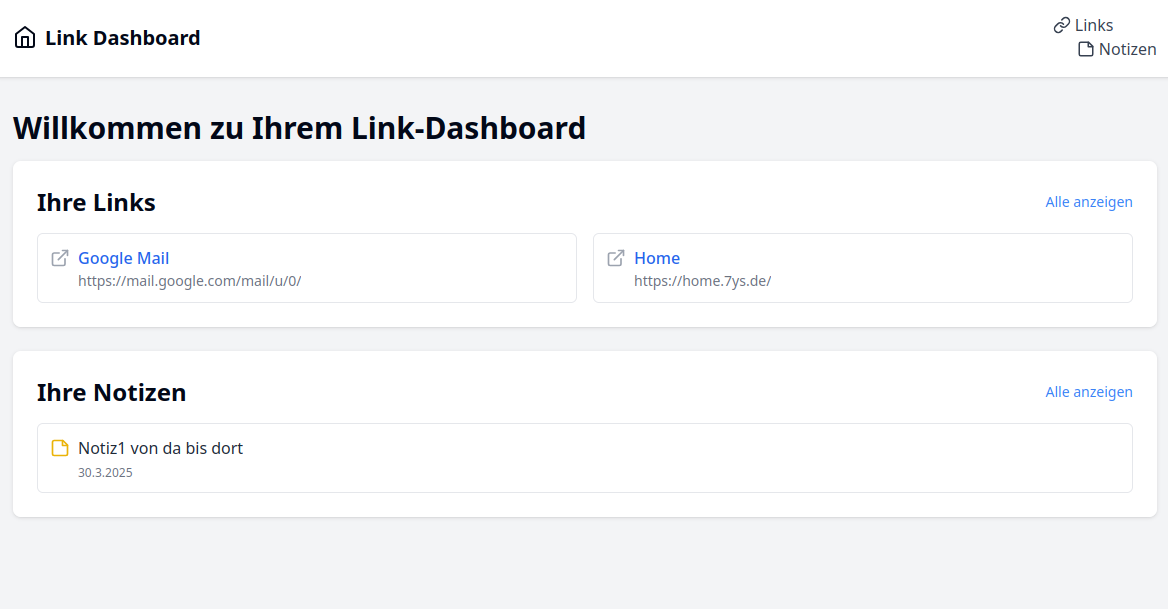 Link Dashboard
Links
Notizen
Willkommen zu Ihrem Link-Dashboard
Ihre Links
Alle anzeigen
Google Mail
https://mail.google.com/mail/u/0/
Home
https://home.7ys.de/
Ihre Notizen
Alle anzeigen
Notiz1 von da bis dort
30.3.2025